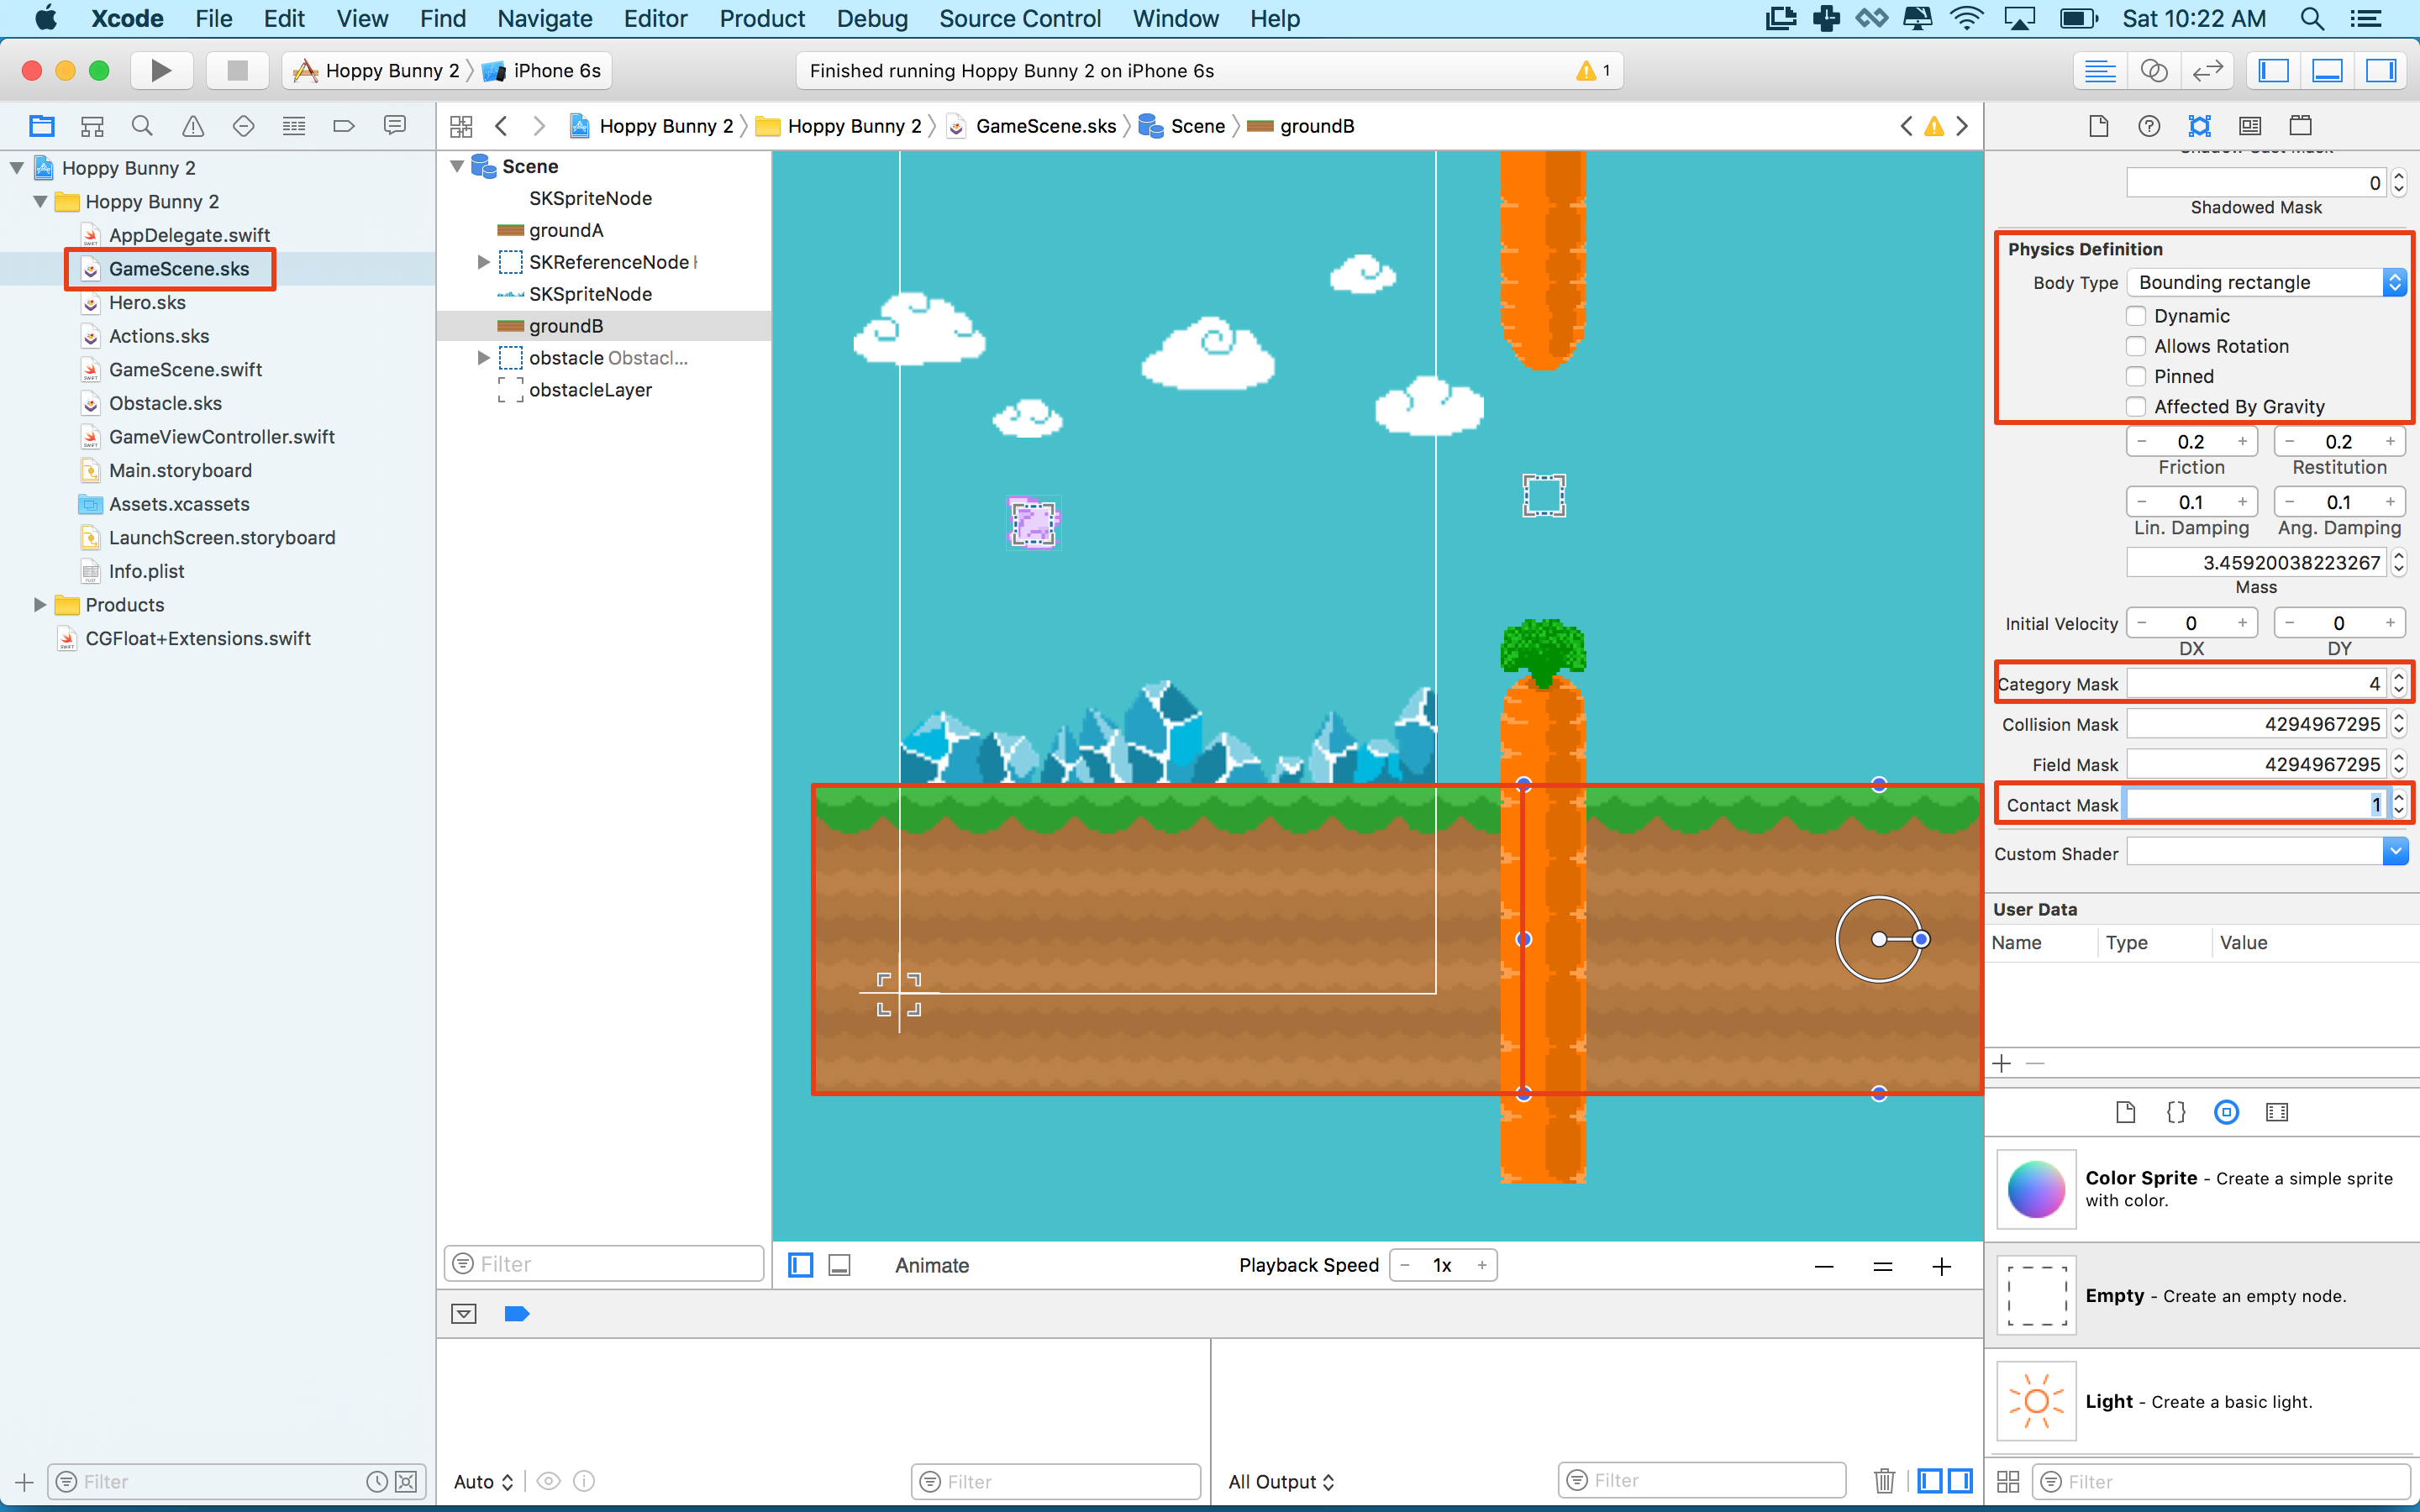 Xcode File Edit View Find Navigate Editor Product Debug Source Control Window Help Sat 10:22 AM
Hoppy Bunny 2 iPhone 6s
Finished running Hoppy Bunny 2 on iPhone 6s 1
Hoppy Bunny 2 Hoppy Bunny 2 GameScene.sks Scene groundB
Hoppy Bunny 2
Hoppy Bunny 2
AppDelegate.swift
GameScene.sks
Hero.sks
Actions.sks
GameScene.swift
Obstacle.sks
GameViewController.swift
Main.storyboard
Assets.xcassets
LaunchScreen.storyboard
Info.plist
Products
CGFloat+Extensions.swift
Filter
Scene
SKSpriteNode
groundA
SKReferenceNode
SKSpriteNode
groundB
obstacle Obstacl...
obstacleLayer
Filter
Animate
Playback Speed − 1x +
Auto
Filter
All Output
Filter
0
Shadowed Mask
Physics Definition
Body Type Bounding rectangle
Dynamic
Allows Rotation
Pinned
Affected By Gravity
− 0.2 + − 0.2 +
Friction Restitution
− 0.1 + − 0.1 +
Lin. Damping Ang. Damping
3.45920038223267
Mass
Initial Velocity − 0 + − 0 +
DX DY
Category Mask 4
Collision Mask 4294967295
Field Mask 4294967295
Contact Mask 1
Custom Shader
User Data
Name Type Value
Color Sprite - Create a simple sprite
with color.
Empty - Create an empty node.
Light - Create a basic light.
Filter